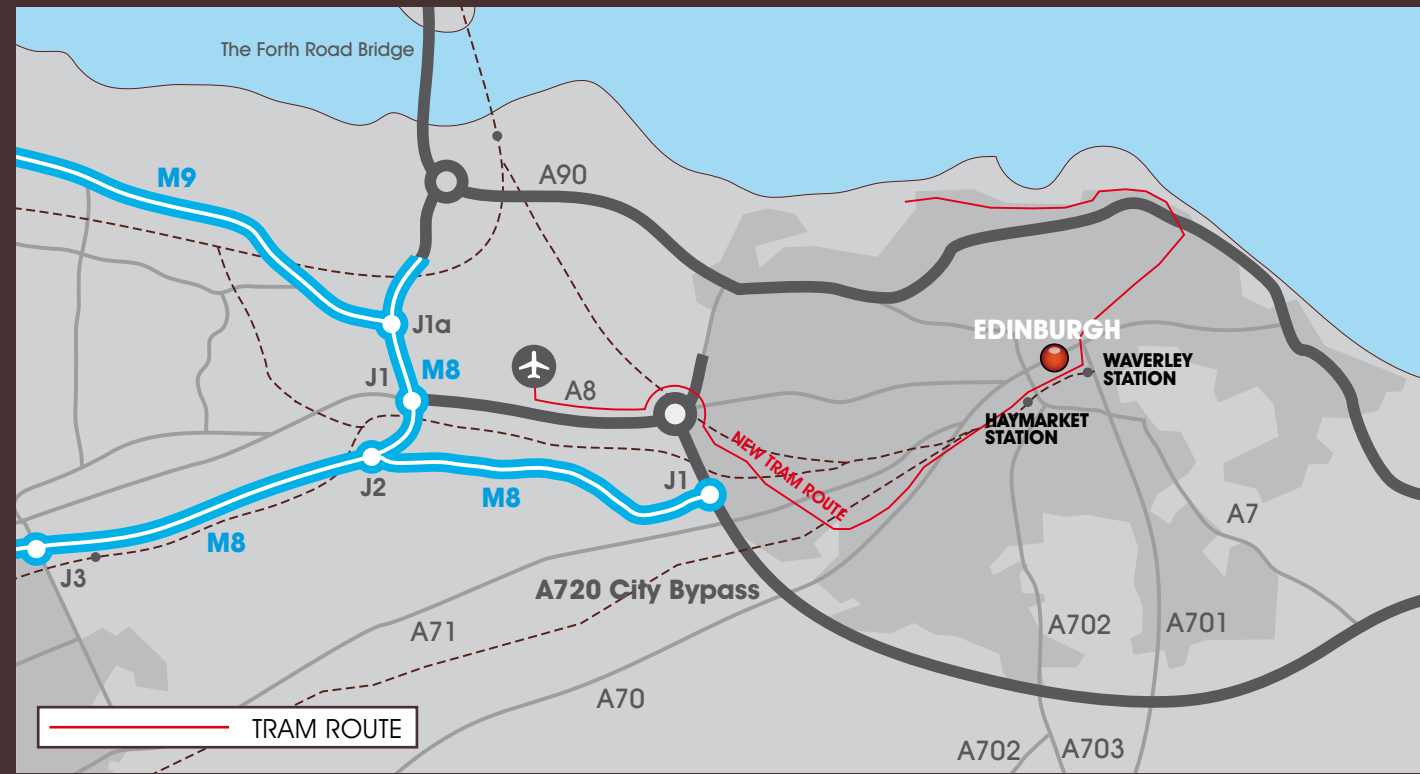 The Forth Road Bridge
M9
A90
J1a
EDINBURGH
J1
M8
A8
WAVERLEY
STATION
HAYMARKET
STATION
NEW TRAM ROUTE
J2
M8
J1
A7
M8
J3
A720 City Bypass
A71
A702
A701
A70
TRAM ROUTE
A702
A703